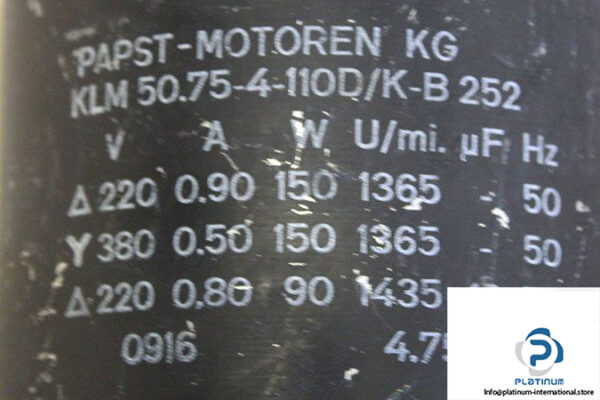 PAPST-MOTOREN KG
KLM 50.75-4-110D/K-B 252
V A W U/mi. µF Hz
Δ 220 0.90 150 1365 - 50
Y 380 0.50 150 1365 - 50
Δ 220 0.80 90 1435
0916 4.75
PLATINUM
Info@platinum-international.store